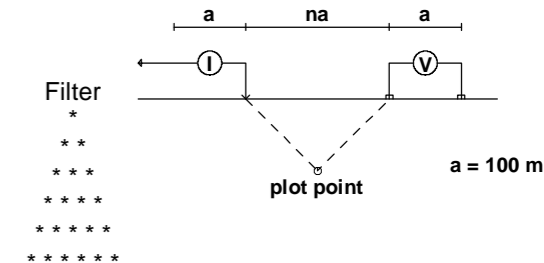 a na a
I V
Filter
*
* *
* * *
a = 100 m
plot point
* * * *
* * * * *
* * * * * *